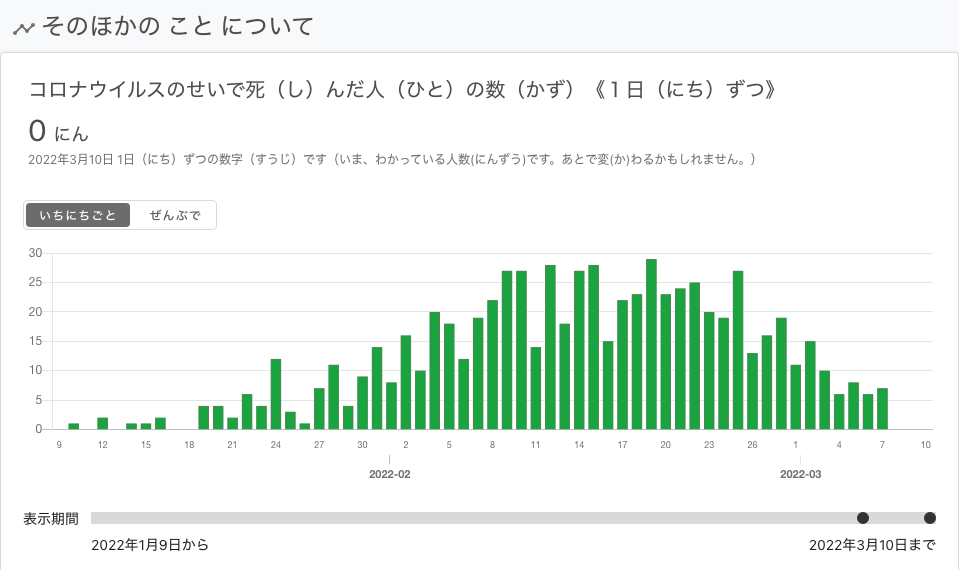 そのほかの こと について
コロナウイルスのせいで死（し）んだ人（ひと）の数（かず）《１日（にち）ずつ》
0 にん
2022年3月10日 1日（にち）ずつの数字（すうじ）です（いま、わかっている人数(にんずう)です。あとで変(か)わるかもしれません。）
いちにちごと ぜんぶで
30
25
20
15
10
5
0
9 12 15 18 21 24 27 30 2 5 8 11 14 17 20 23 26 1 4 7 10
2022-02 2022-03
表示期間
2022年1月9日から 2022年3月10日まで